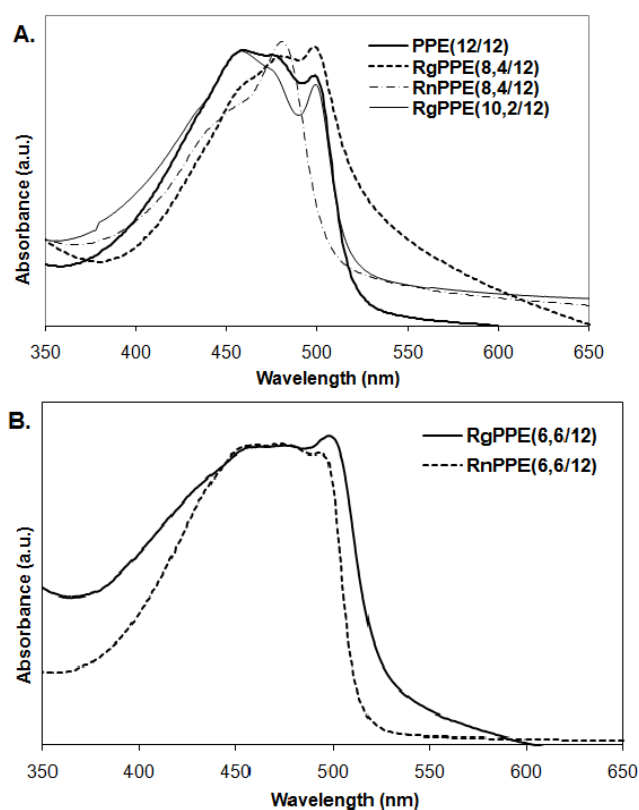 A.
PPE(12/12)
RgPPE(8,4/12)
RnPPE(8,4/12)
RgPPE(10,2/12)
Absorbance (a.u.)
350 400 450 500 550 600 650
Wavelength (nm)
B.
RgPPE(6,6/12)
RnPPE(6,6/12)
Absorbance (a.u.)
350 400 450 500 550 600 650
Wavelength (nm)